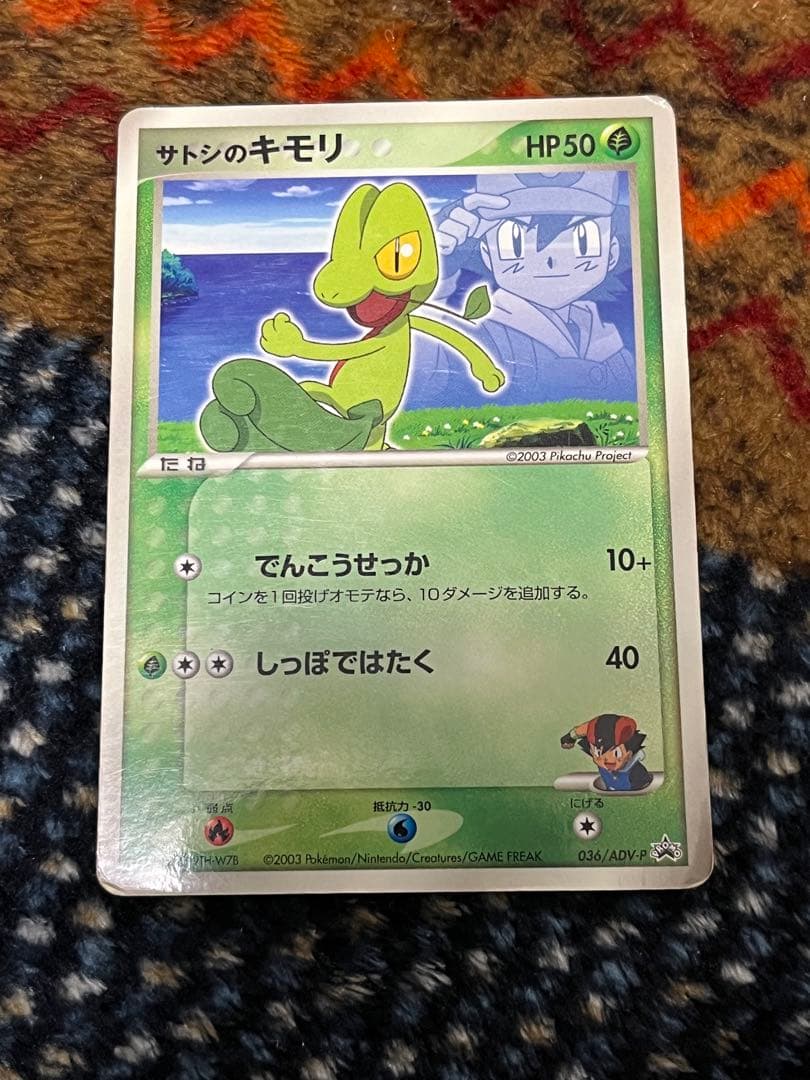 サトシのキモリ HP50
©2003 Pikachu Project
たね
でんこうせっか 10+
コインを1回投げオモテなら、10ダメージを追加する。
しっぽではたく 40
弱点 抵抗力 -30 にげる
©2003 Pokémon/Nintendo/Creatures/GAME FREAK 036/ADV-P
PROMO